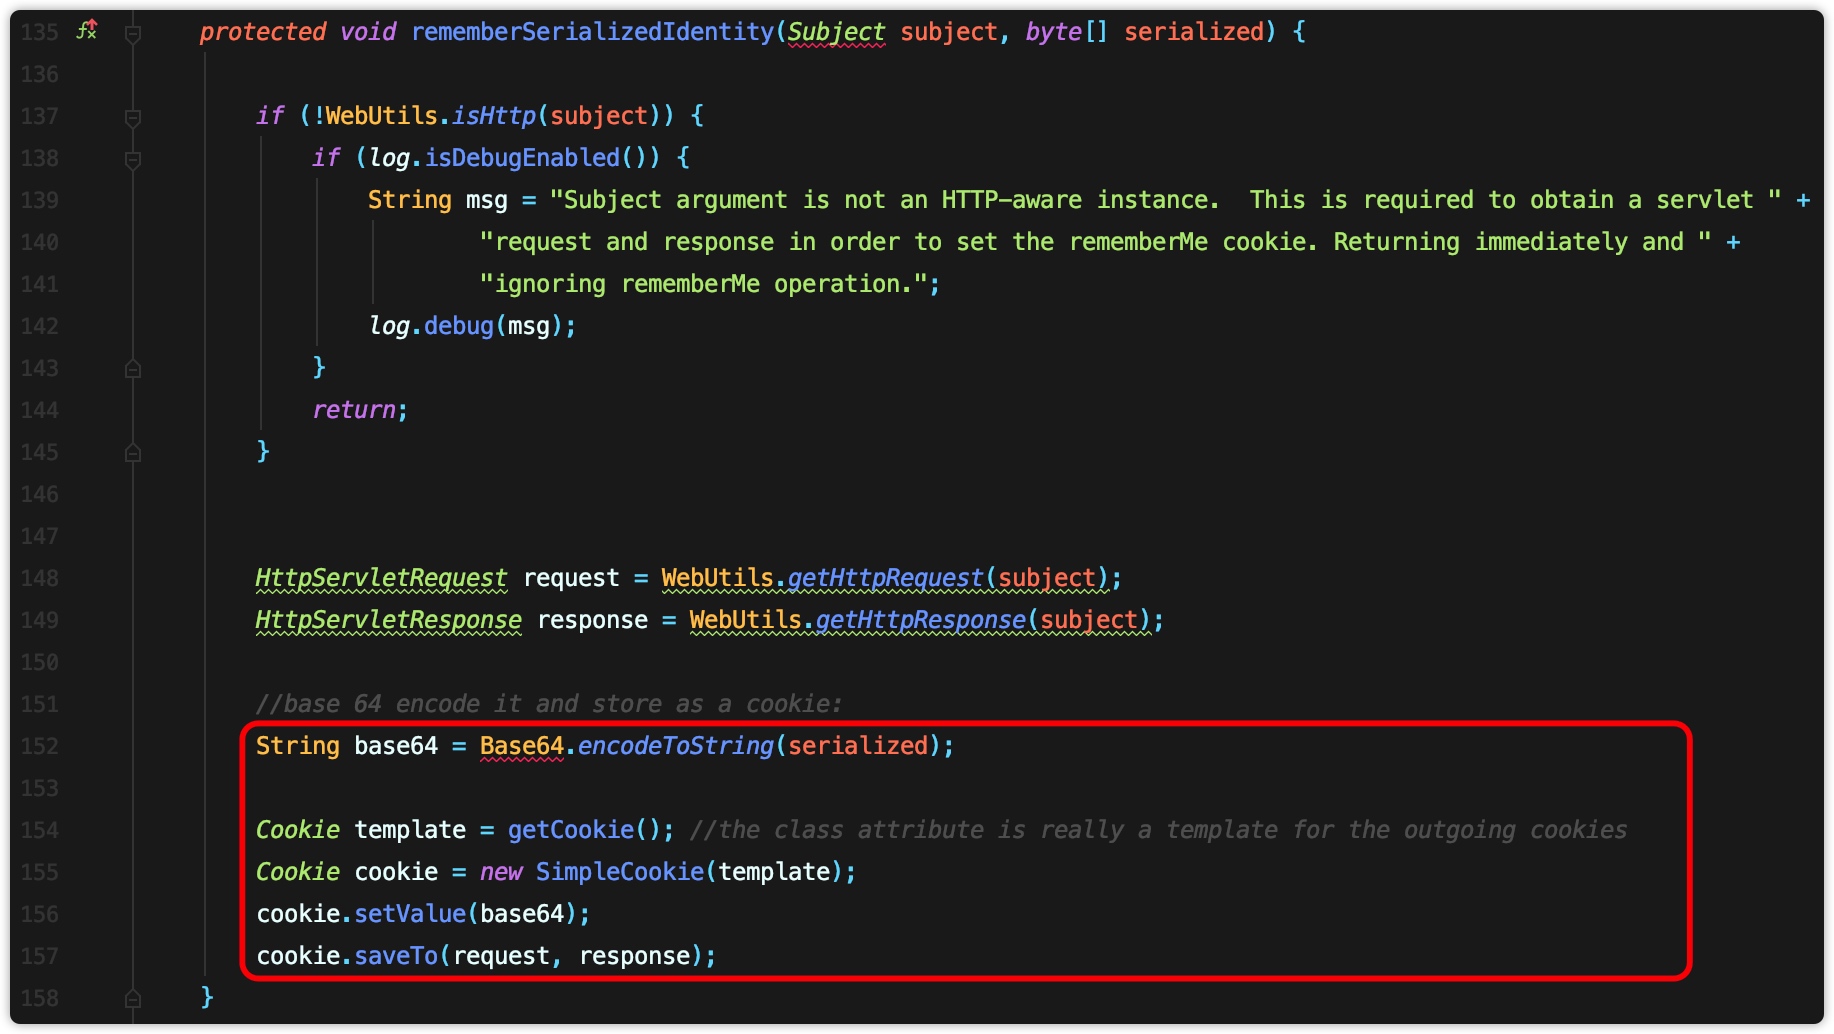 135 protected void rememberSerializedIdentity(Subject subject, byte[] serialized) {
136
137 if (!WebUtils.isHttp(subject)) {
138 if (log.isDebugEnabled()) {
139 String msg = "Subject argument is not an HTTP-aware instance.  This is required to obtain a servlet " +
140 "request and response in order to set the rememberMe cookie. Returning immediately and " +
141 "ignoring rememberMe operation.";
142 log.debug(msg);
143 }
144 return;
145 }
146
147
148 HttpServletRequest request = WebUtils.getHttpRequest(subject);
149 HttpServletResponse response = WebUtils.getHttpResponse(subject);
150
151 //base 64 encode it and store as a cookie:
152 String base64 = Base64.encodeToString(serialized);
153
154 Cookie template = getCookie(); //the class attribute is really a template for the outgoing cookies
155 Cookie cookie = new SimpleCookie(template);
156 cookie.setValue(base64);
157 cookie.saveTo(request, response);
158 }